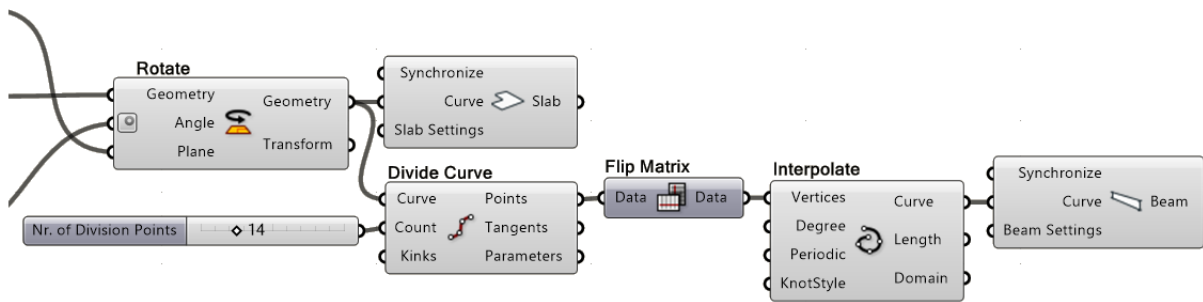 Rotate
Geometry
Angle
Plane
Geometry
Transform
Synchronize
Curve
Slab Settings
Slab
Divide Curve
Curve
Count
Kinks
Points
Tangents
Parameters
Nr. of Division Points
14
Flip Matrix
Data
Data
Interpolate
Vertices
Degree
Periodic
KnotStyle
Curve
Length
Domain
Synchronize
Curve
Beam Settings
Beam